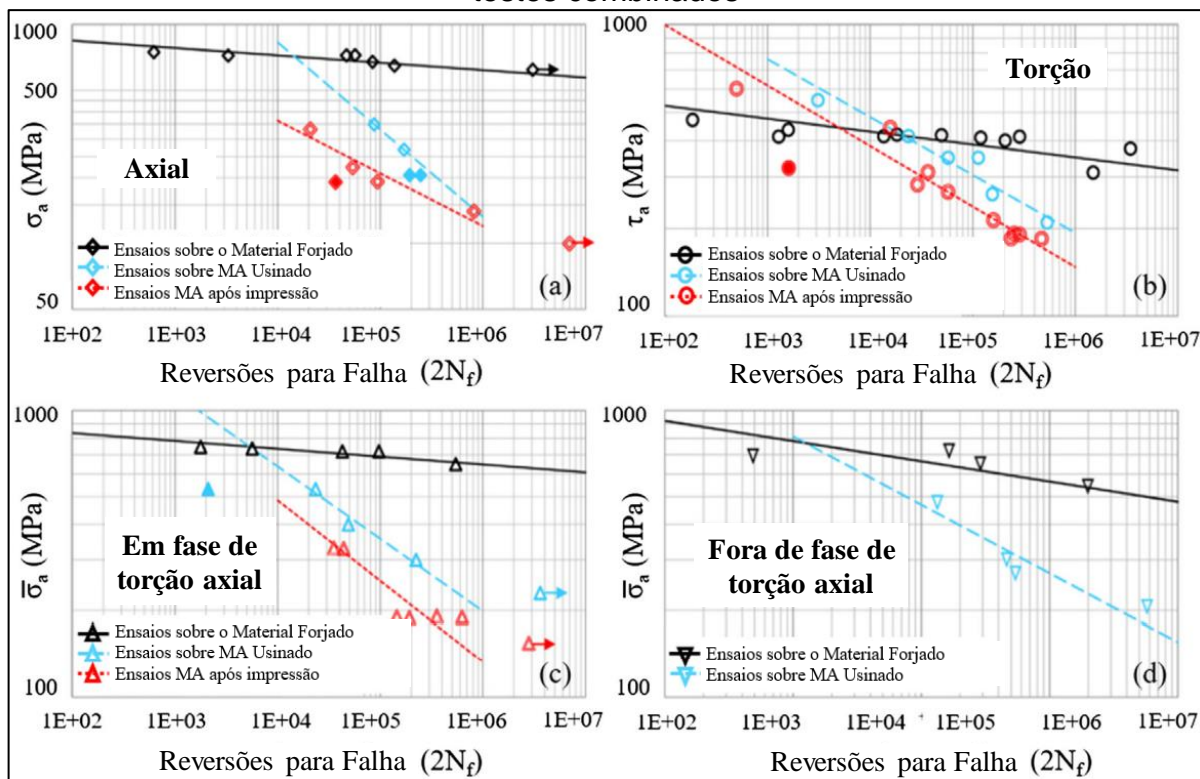 testes combinados
1000
500
50
σₐ (MPa)
Axial
Ensaios sobre o Material Forjado
Ensaios sobre MA Usinado
Ensaios MA após impressão
(a)
1E+02 1E+03 1E+04 1E+05 1E+06 1E+07
Reversões para Falha (2N_f)
1000
100
τₐ (MPa)
Torção
Ensaios sobre o Material Forjado
Ensaios sobre MA Usinado
Ensaios MA após impressão
(b)
1E+02 1E+03 1E+04 1E+05 1E+06 1E+07
Reversões para Falha (2N_f)
1000
100
σ̅ₐ (MPa)
Em fase de
torção axial
Ensaios sobre o Material Forjado
Ensaios sobre MA Usinado
Ensaios MA após impressão
(c)
1E+02 1E+03 1E+04 1E+05 1E+06 1E+07
Reversões para Falha (2N_f)
1000
100
σ̅ₐ (MPa)
Fora de fase de
torção axial
Ensaios sobre o Material Forjado
Ensaios sobre MA Usinado
(d)
1E+02 1E+03 1E+04 1E+05 1E+06 1E+07
Reversões para Falha (2N_f)